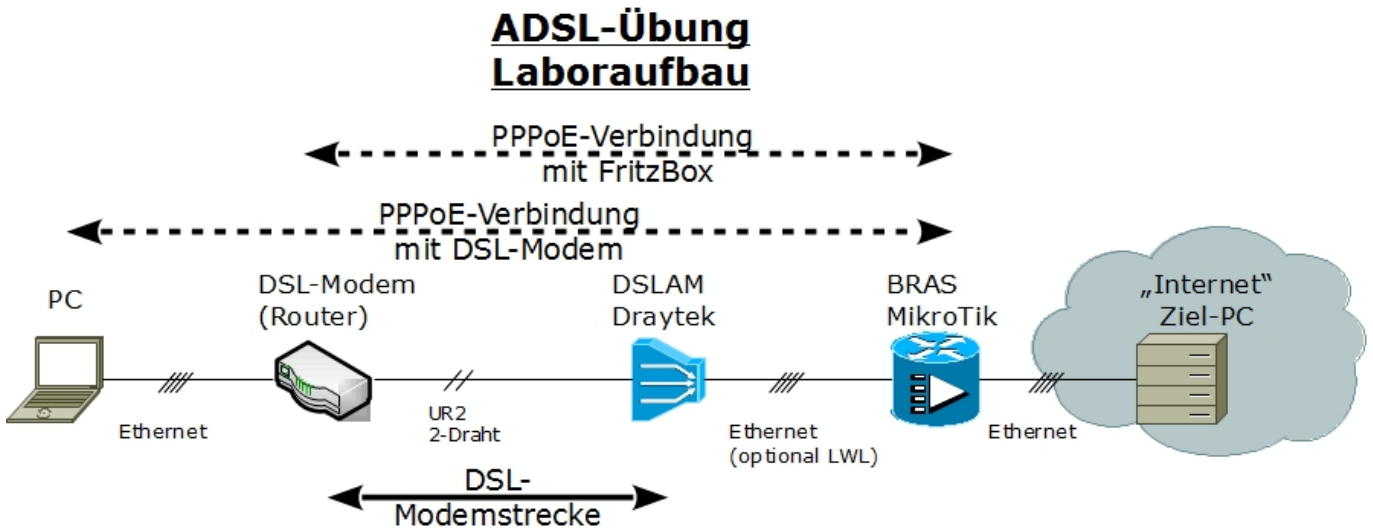 ADSL-Übung
Laboraufbau
PPPoE-Verbindung
mit FritzBox
PPPoE-Verbindung
mit DSL-Modem
PC
DSL-Modem
(Router)
DSLAM
Draytek
BRAS
MikroTik
„Internet“
Ziel-PC
Ethernet
UR2
2-Draht
Ethernet
(optional LWL)
Ethernet
DSL-
Modemstrecke